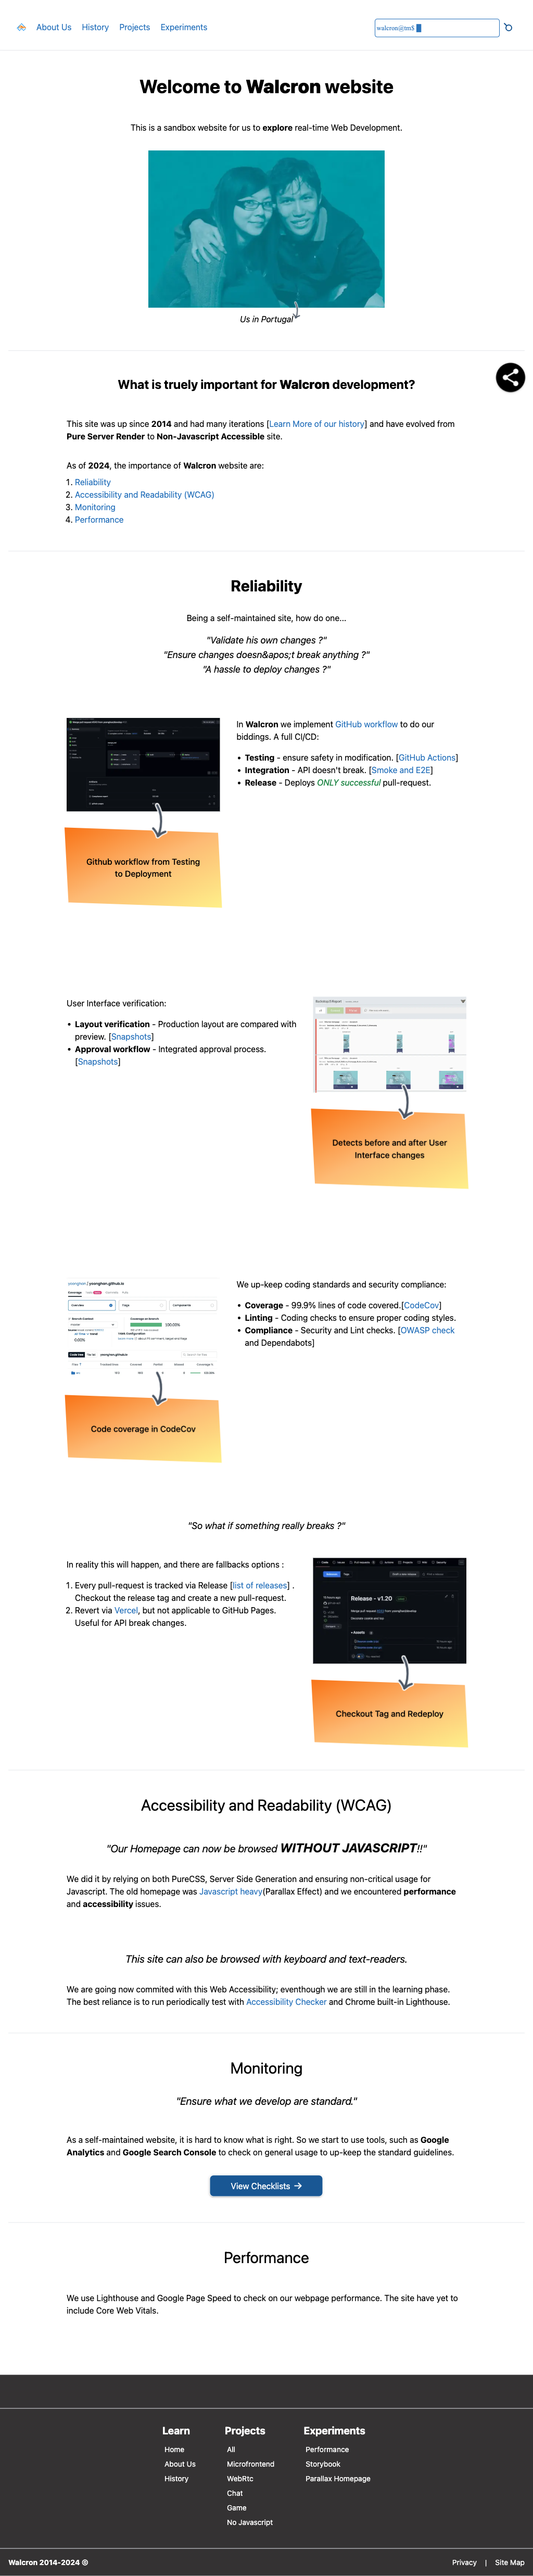 About Us History Projects Experiments walcron@tm$
Welcome to Walcron website
This is a sandbox website for us to explore real-time Web Development.
Us in Portugal
What is truely important for Walcron development?
This site was up since 2014 and had many iterations [Learn More of our history] and have evolved from
Pure Server Render to Non-Javascript Accessible site.
As of 2024, the importance of Walcron website are:
1. Reliability
2. Accessibility and Readability (WCAG)
3. Monitoring
4. Performance
Reliability
Being a self-maintained site, how do one...
"Validate his own changes ?"
"Ensure changes doesn&apos;t break anything ?"
"A hassle to deploy changes ?"
In Walcron we implement GitHub workflow to do our
biddings. A full CI/CD:
• Testing - ensure safety in modification. [GitHub Actions]
• Integration - API doesn't break. [Smoke and E2E]
• Release - Deploys ONLY successful pull-request.
Github workflow from Testing
to Deployment
User Interface verification:
• Layout verification - Production layout are compared with
preview. [Snapshots]
• Approval workflow - Integrated approval process.
[Snapshots]
Detects before and after User
Interface changes
younghan / younghan.github.io
Coverage
100.00%
0.00%
We up-keep coding standards and security compliance:
• Coverage - 99.9% lines of code covered.[CodeCov]
• Linting - Coding checks to ensure proper coding styles.
• Compliance - Security and Lint checks. [OWASP check
and Dependabots]
Code coverage in CodeCov
"So what if something really breaks ?"
In reality this will happen, and there are fallbacks options :
1. Every pull-request is tracked via Release [list of releases] .
Checkout the release tag and create a new pull-request.
2. Revert via Vercel, but not applicable to GitHub Pages.
Useful for API break changes.
Release - v1.20
Assets
Checkout Tag and Redeploy
Accessibility and Readability (WCAG)
"Our Homepage can now be browsed WITHOUT JAVASCRIPT!!"
We did it by relying on both PureCSS, Server Side Generation and ensuring non-critical usage for
Javascript. The old homepage was Javascript heavy(Parallax Effect) and we encountered performance
and accessibility issues.
This site can also be browsed with keyboard and text-readers.
We are going now commited with this Web Accessibility; eventhough we are still in the learning phase.
The best reliance is to run periodically test with Accessibility Checker and Chrome built-in Lighthouse.
Monitoring
"Ensure what we develop are standard."
As a self-maintained website, it is hard to know what is right. So we start to use tools, such as Google
Analytics and Google Search Console to check on general usage to up-keep the standard guidelines.
View Checklists →
Performance
We use Lighthouse and Google Page Speed to check on our webpage performance. The site have yet to
include Core Web Vitals.
Learn
Home
About Us
History
Projects
All
Microfrontend
WebRtc
Chat
Game
No Javascript
Experiments
Performance
Storybook
Parallax Homepage
Walcron 2014-2024 ©
Privacy | Site Map